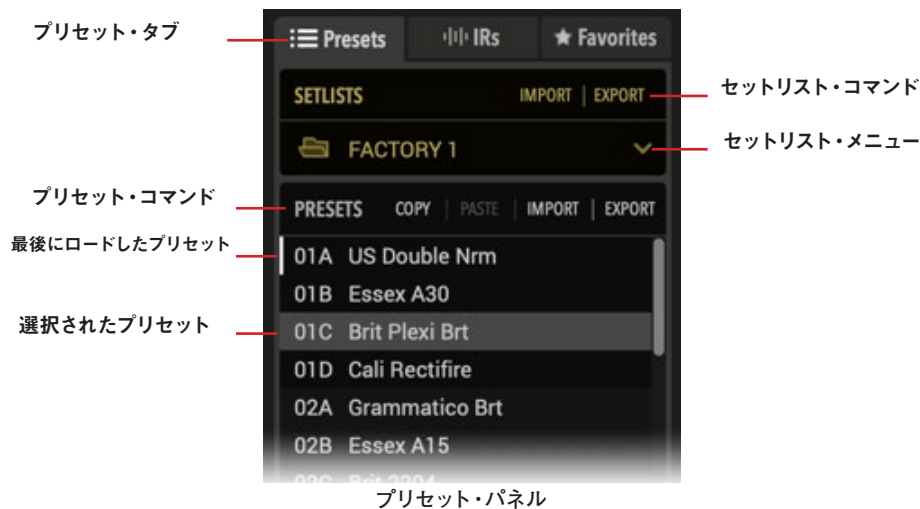 プリセット・タブ
Presets
IRs
Favorites
SETLISTS IMPORT | EXPORT
セットリスト・コマンド
FACTORY 1
セットリスト・メニュー
プリセット・コマンド
PRESETS COPY | PASTE | IMPORT | EXPORT
最後にロードしたプリセット
01A US Double Nrm
01B Essex A30
選択されたプリセット
01C Brit Plexi Brt
01D Cali Rectifire
02A Grammatico Brt
02B Essex A15
プリセット・パネル